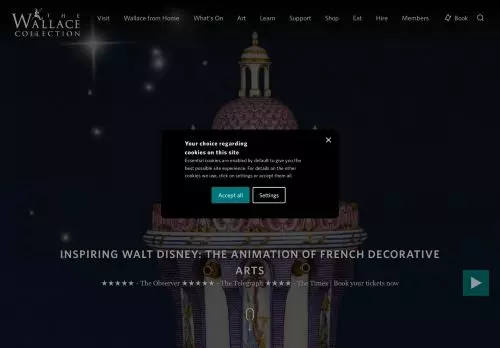 THE
WALLACE
COLLECTION
Visit Wallace from Home What's On Art Learn Support Shop Eat Hire Members Book
Your choice regarding
cookies on this site
Essential cookies are enabled by default to give you the
best possible site experience. For details on the other
cookies we use, click on settings or accept them all
Accept all Settings
INSPIRING WALT DISNEY: THE ANIMATION OF FRENCH DECORATIVE
ARTS
★★★★★ - The Observer ★★★★★ - The Telegraph ★★★★ - The Times | Book your tickets now